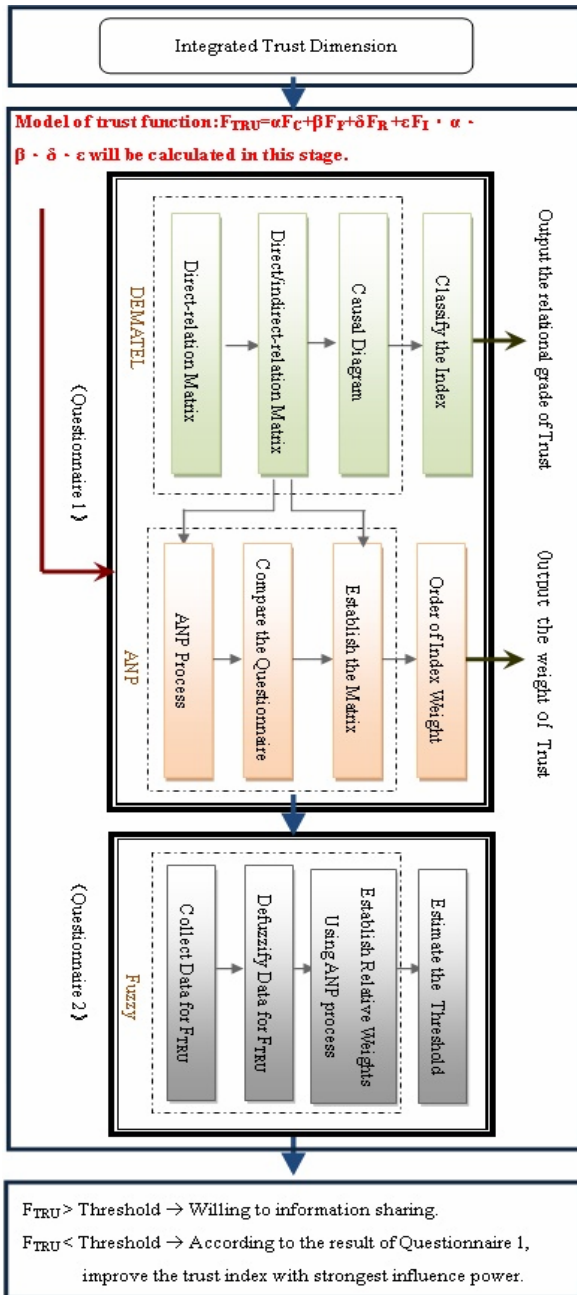 Integrated Trust Dimension
Model of trust function:FTRU=αFC+βFP+δFR+εFI · α ·
β · δ · ε will be calculated in this stage.
Direct-relation Matrix
Direct/indirect-relation Matrix
Causal Diagram
Classify the Index
DEMATEL
Output the relational grade of Trust
(Questionnaire 1)
ANP Process
Compare the Questionnaire
Establish the Matrix
Order of Index Weight
ANP
Output the weight of Trust
Collect Data for FTRU
Defuzzify Data for FTRU
Establish Relative Weights
Using ANP process
Estimate the Threshold
Fuzzy
(Questionnaire 2)
FTRU > Threshold → Willing to information sharing.
FTRU < Threshold → According to the result of Questionnaire 1,
improve the trust index with strongest influence power.